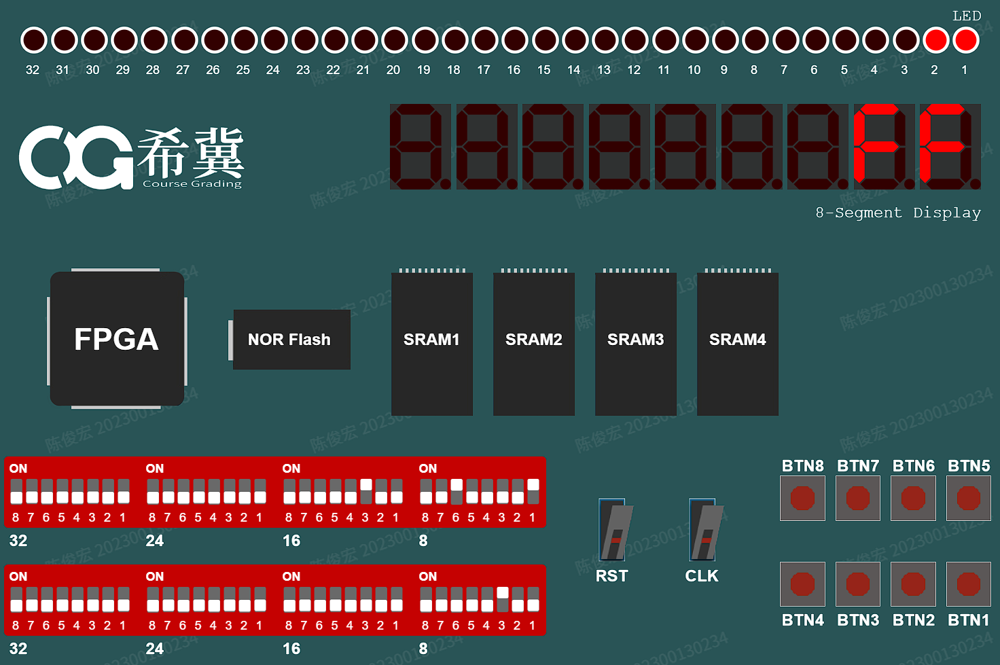 LED
32 31 30 29 28 27 26 25 24 23 22 21 20 19 18 17 16 15 14 13 12 11 10 9 8 7 6 5 4 3 2 1
CG 希冀
Course Grading
FF
8-Segment Display
FPGA
NOR Flash
SRAM1
SRAM2
SRAM3
SRAM4
ON ON ON ON
8 7 6 5 4 3 2 1 8 7 6 5 4 3 2 1 8 7 6 5 4 3 2 1 8 7 6 5 4 3 2 1
32 24 16 8
BTN8 BTN7 BTN6 BTN5
RST CLK
ON ON ON ON
8 7 6 5 4 3 2 1 8 7 6 5 4 3 2 1 8 7 6 5 4 3 2 1 8 7 6 5 4 3 2 1
32 24 16 8
BTN4 BTN3 BTN2 BTN1
陈俊宏 202300130234